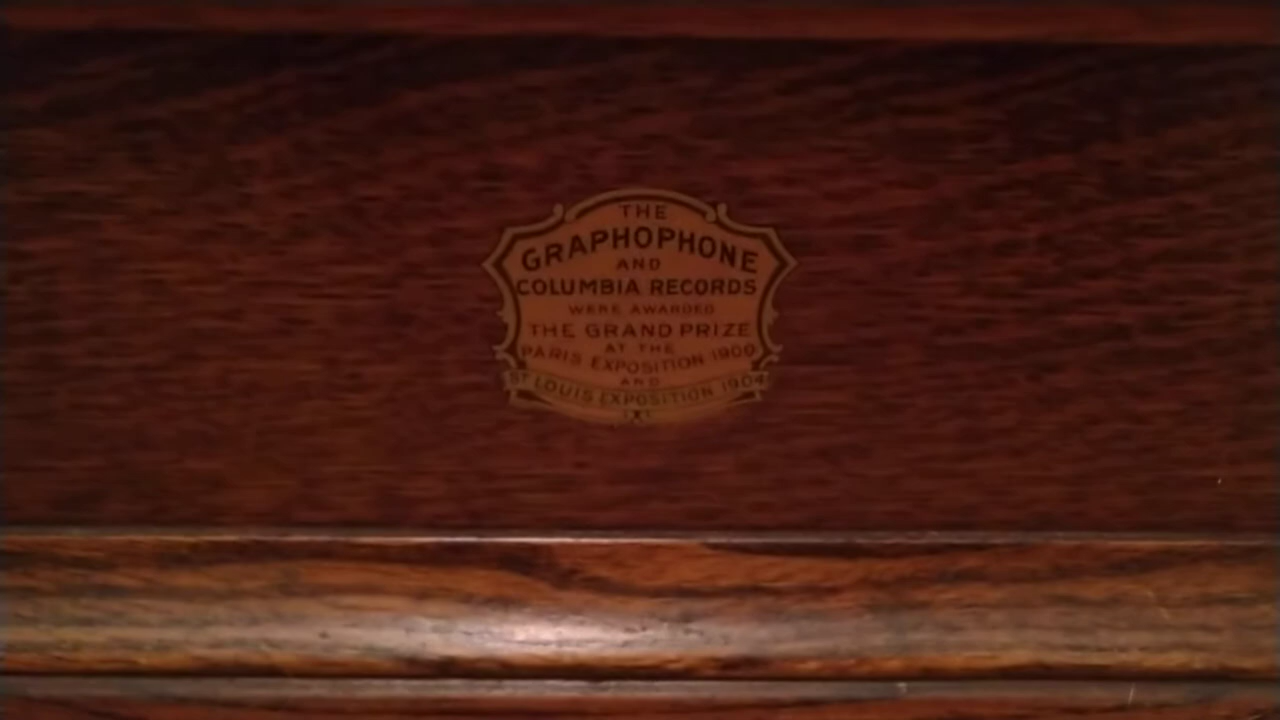 THE
GRAPHOPHONE
AND
COLUMBIA RECORDS
WERE AWARDED
THE GRAND PRIZE
AT THE
PARIS EXPOSITION 1900
AND
ST LOUIS EXPOSITION 1904